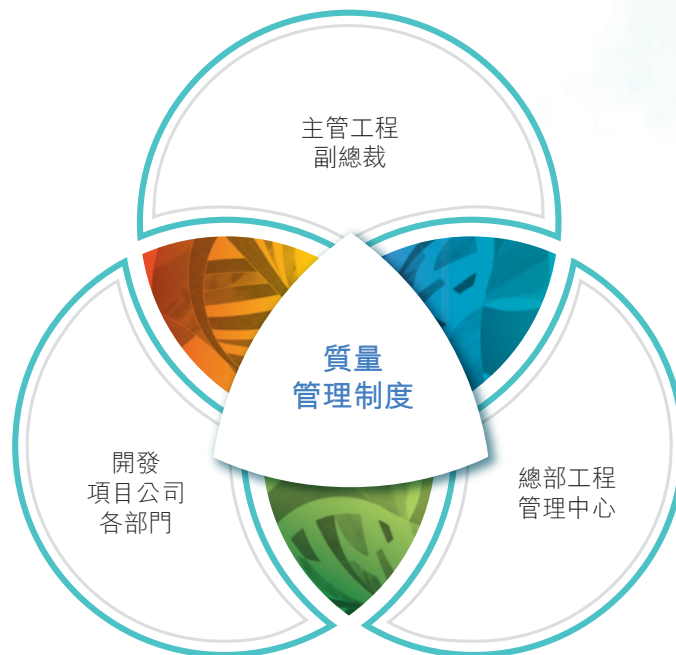 主管工程
副總裁
質量
管理制度
開發
項目公司
各部門
總部工程
管理中心